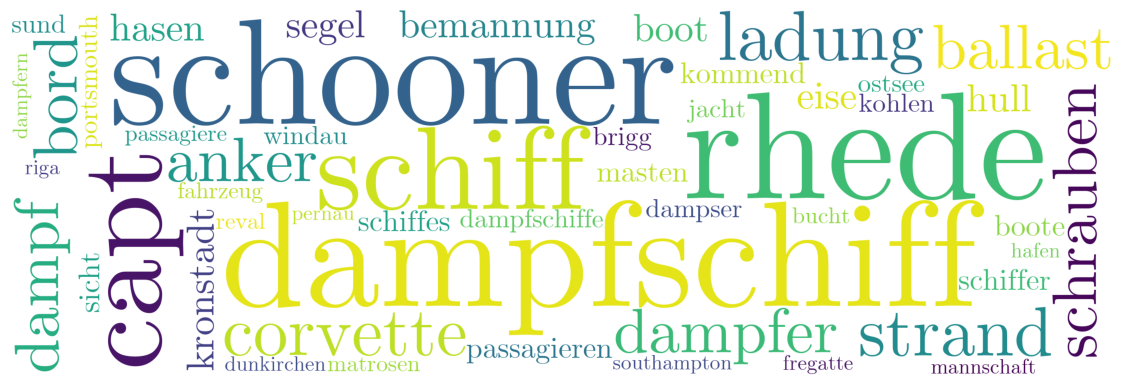 sund
hasen
segel
bemannung
boot
ladung
ballast
dampfern
bord
portsmouth
schooner
kommend
eise
ostsee
kohlen
hull
jacht
passagiere
windau
brigg
rhede
schrauben
riga
capt
anker
schiff
masten
fahrzeug
dampf
sicht
kronstadt
reval
pernau
schiffes
dampfschiffe
dampser
bucht
boote
hafen
dampfschiff
schiffer
corvette
passagieren
dampfer
strand
dunkirchen
matrosen
southampton
fregatte
mannschaft